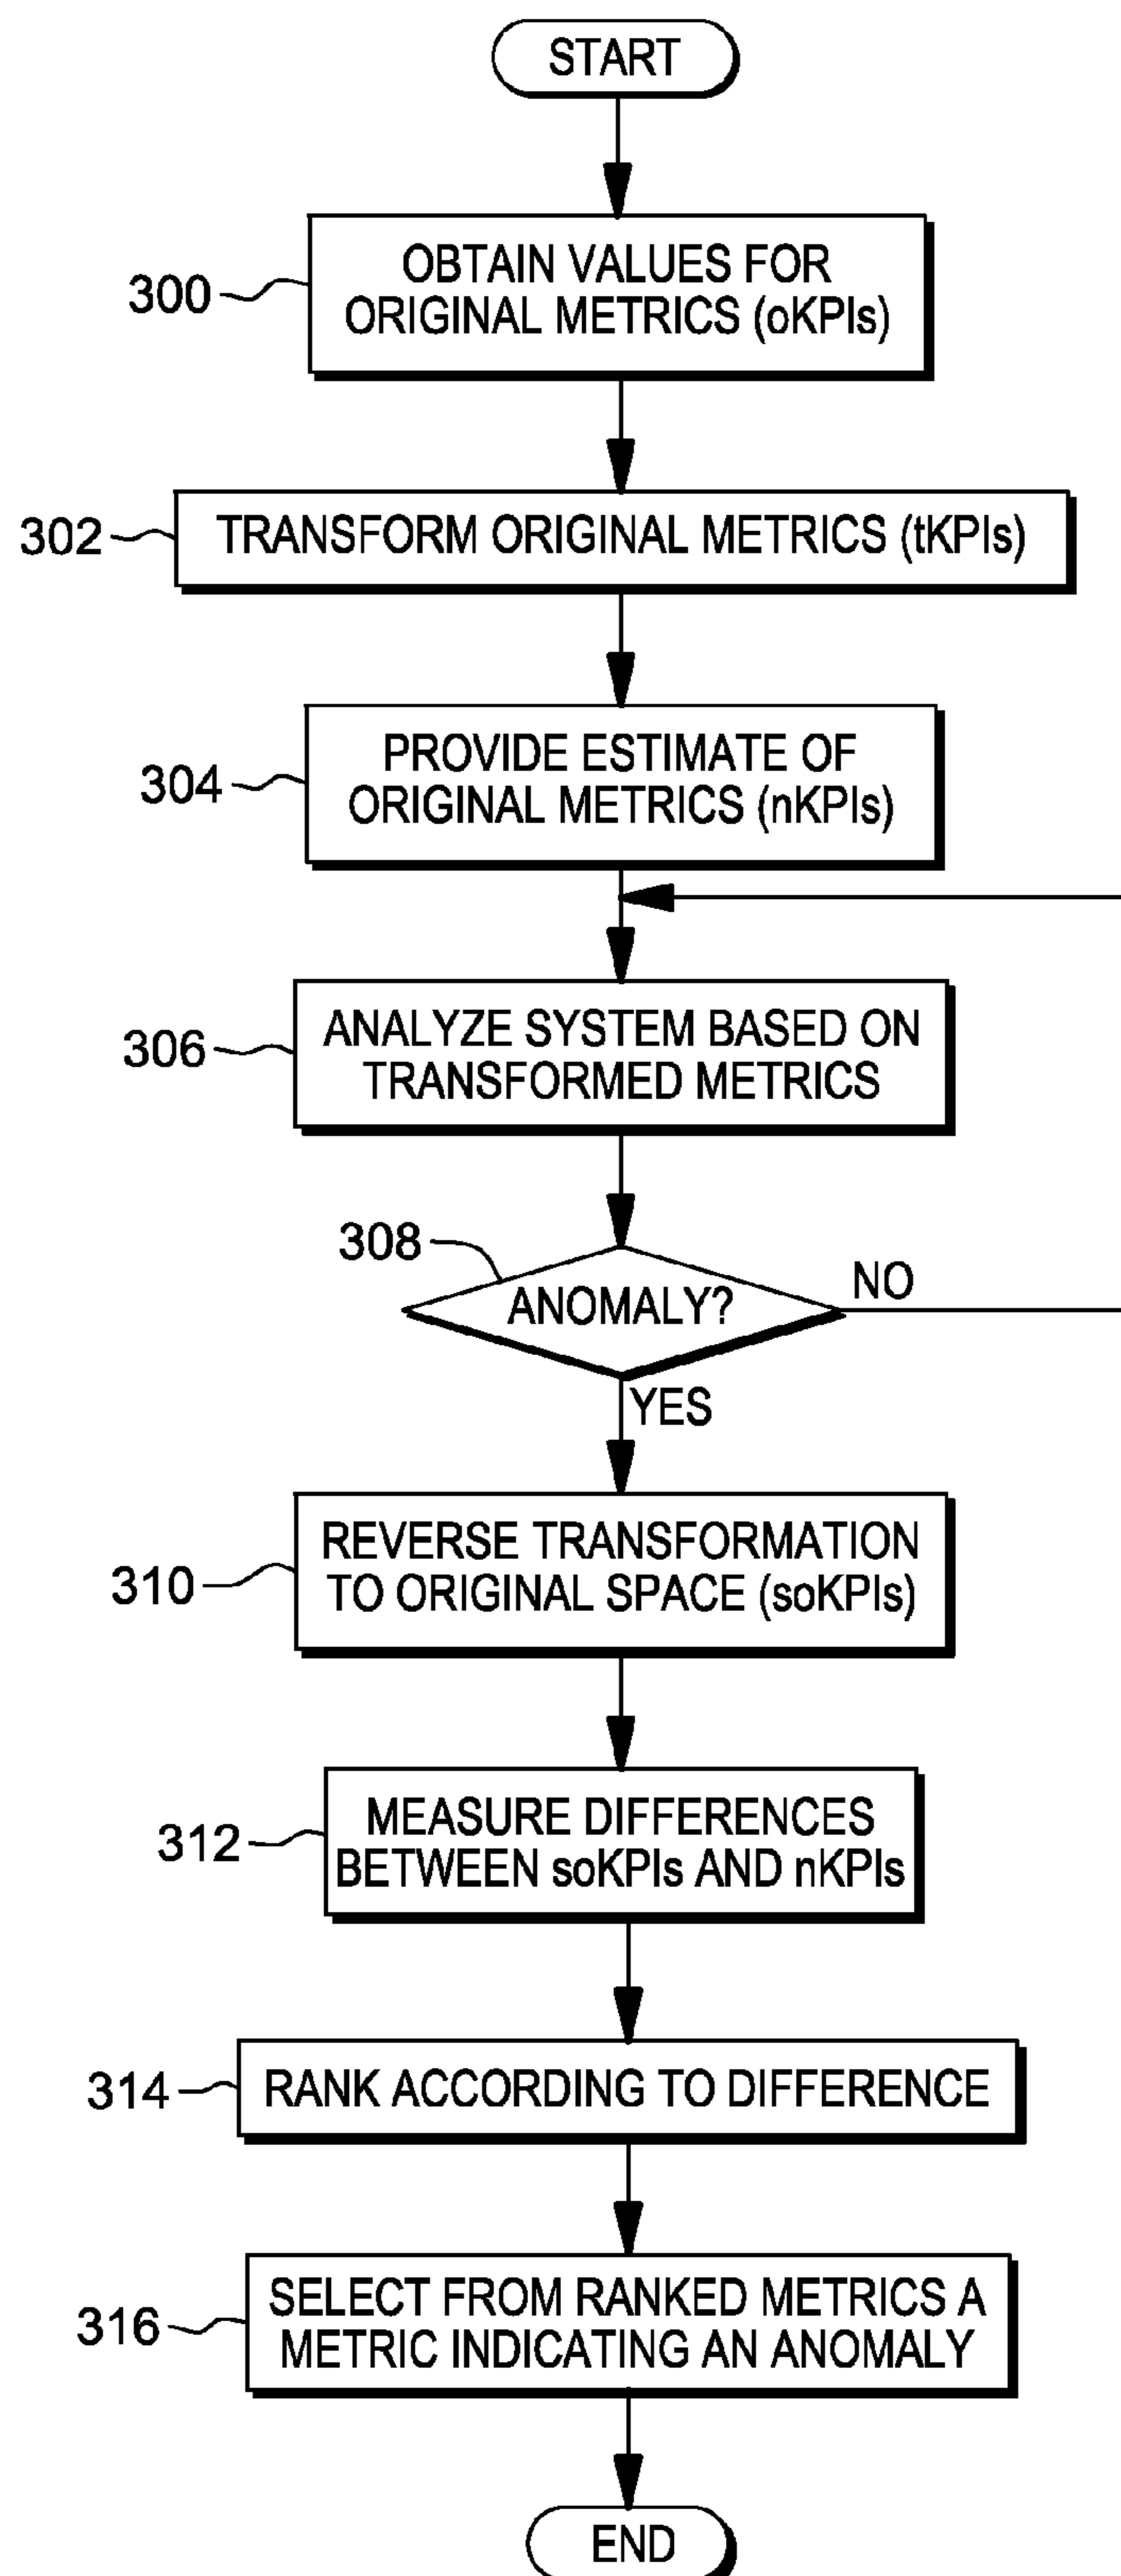 START
300
OBTAIN VALUES FOR
ORIGINAL METRICS (oKPIs)
302
TRANSFORM ORIGINAL METRICS (tKPIs)
304
PROVIDE ESTIMATE OF
ORIGINAL METRICS (nKPIs)
306
ANALYZE SYSTEM BASED ON
TRANSFORMED METRICS
308
ANOMALY?
NO
YES
310
REVERSE TRANSFORMATION
TO ORIGINAL SPACE (soKPIs)
312
MEASURE DIFFERENCES
BETWEEN soKPIs AND nKPIs
314
RANK ACCORDING TO DIFFERENCE
316
SELECT FROM RANKED METRICS A
METRIC INDICATING AN ANOMALY
END